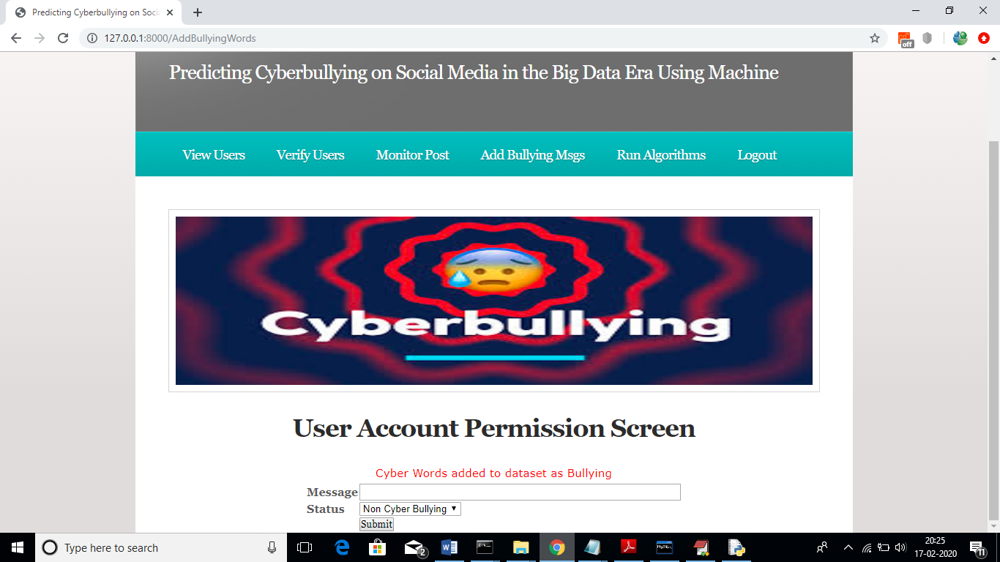 Predicting Cyberbullying on Socia
127.0.0.1:8000/AddBullyingWords
off
Predicting Cyberbullying on Social Media in the Big Data Era Using Machine
View Users Verify Users Monitor Post Add Bullying Msgs Run Algorithms Logout
Cyberbullying
User Account Permission Screen
Cyber Words added to dataset as Bullying
Message
Status Non Cyber Bullying
Submit
Type here to search
2
20:25
17-02-2020
11